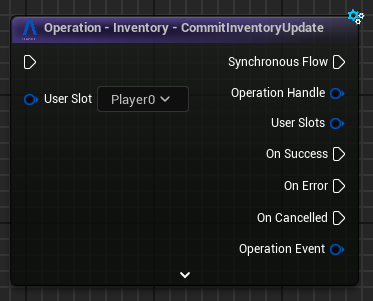 Operation - Inventory - CommitInventoryUpdate
Synchronous Flow
User Slot Player0
Operation Handle
User Slots
On Success
On Error
On Cancelled
Operation Event